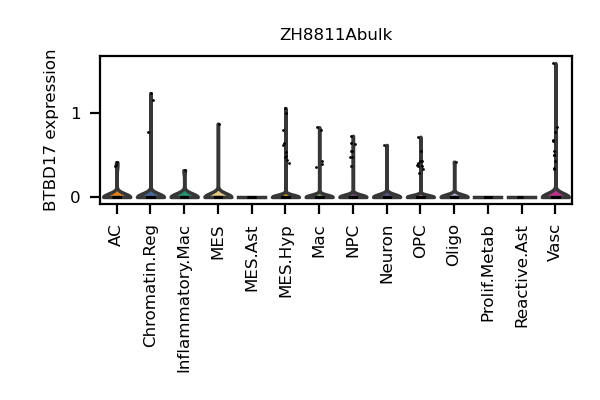 ZH8811Abulk
BTBD17 expression
1
0
AC
Chromatin.Reg
Inflammatory.Mac
MES
MES.Ast
MES.Hyp
Mac
NPC
Neuron
OPC
Oligo
Prolif.Metab
Reactive.Ast
Vasc